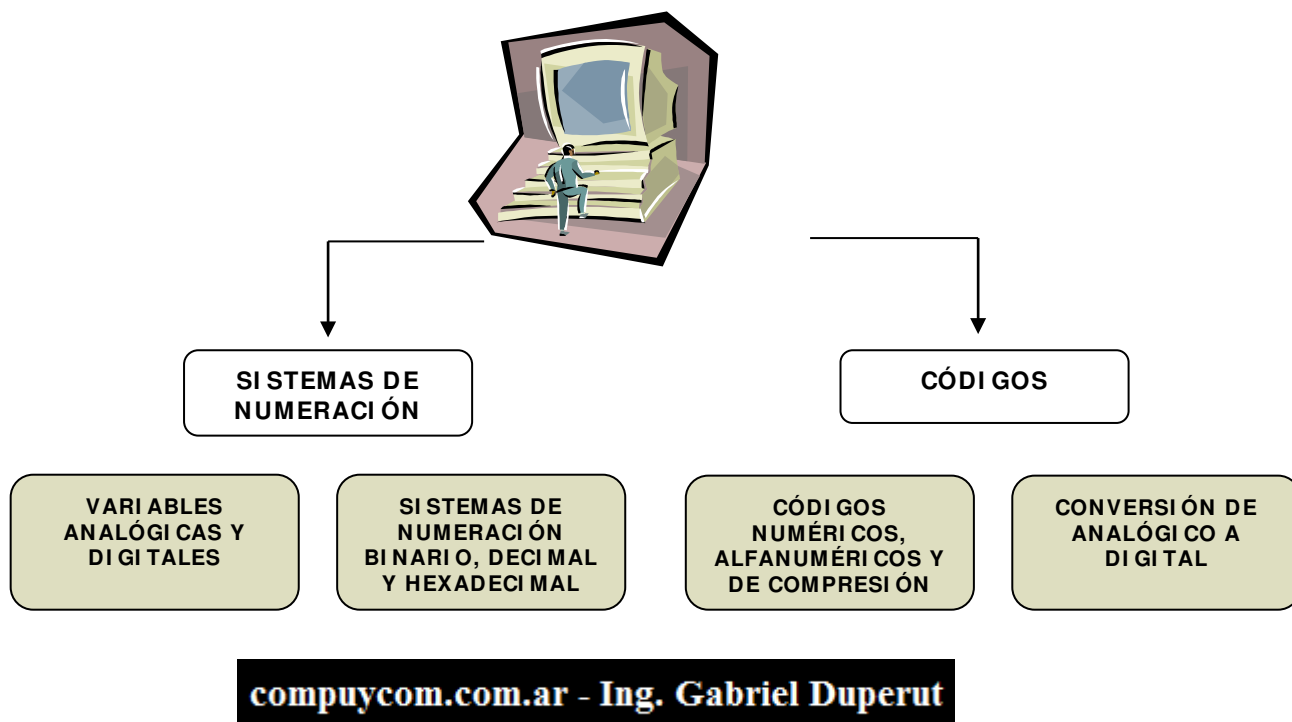 SISTEMAS DE
NUMERACIÓN
CÓDIGOS
VARIABLES
ANALÓGICAS Y
DIGITALES
SISTEMAS DE
NUMERACIÓN
BINARIO, DECIMAL
Y HEXADECIMAL
CÓDIGOS
NUMÉRICOS,
ALFANUMÉRICOS Y
DE COMPRESIÓN
CONVERSIÓN DE
ANALÓGICO A
DIGITAL
compuycom.com.ar - Ing. Gabriel Duperut